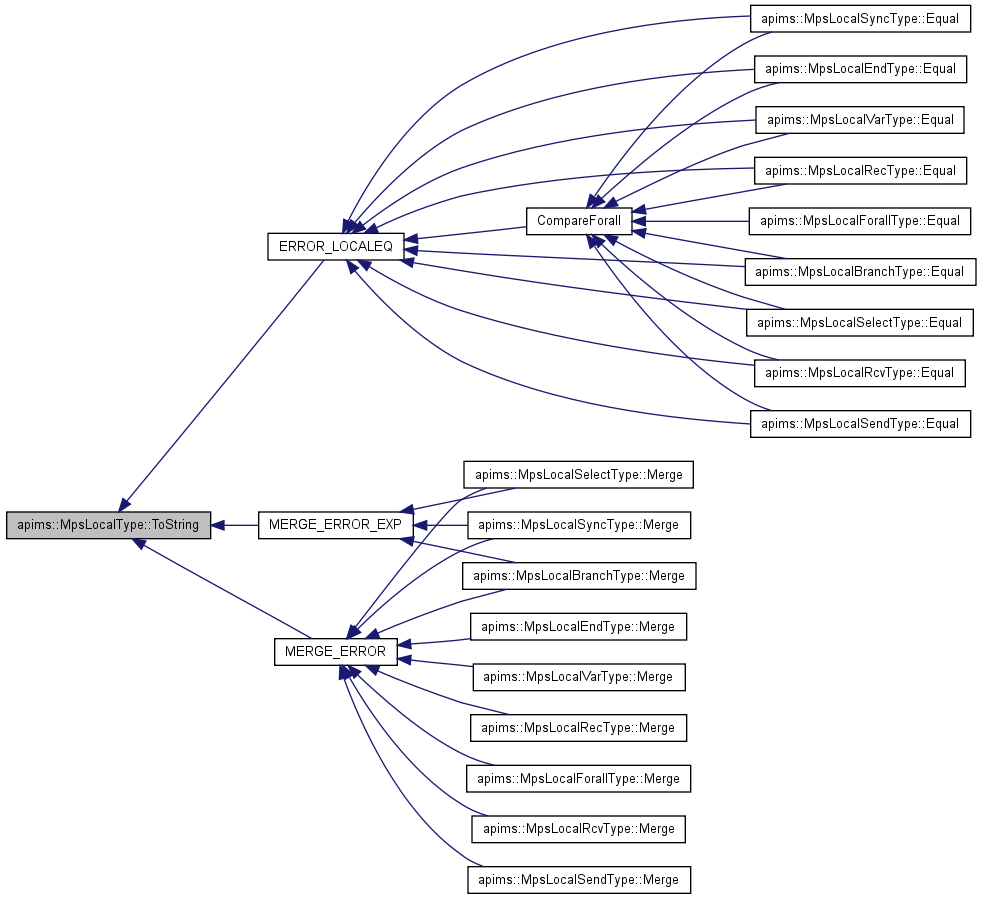 apims::MpsLocalSyncType::Equal
apims::MpsLocalEndType::Equal
apims::MpsLocalVarType::Equal
apims::MpsLocalRecType::Equal
CompareForall
apims::MpsLocalForallType::Equal
ERROR_LOCALEQ
apims::MpsLocalBranchType::Equal
apims::MpsLocalSelectType::Equal
apims::MpsLocalRcvType::Equal
apims::MpsLocalSendType::Equal
apims::MpsLocalSelectType::Merge
apims::MpsLocalType::ToString
MERGE_ERROR_EXP
apims::MpsLocalSyncType::Merge
apims::MpsLocalBranchType::Merge
apims::MpsLocalEndType::Merge
MERGE_ERROR
apims::MpsLocalVarType::Merge
apims::MpsLocalRecType::Merge
apims::MpsLocalForallType::Merge
apims::MpsLocalRcvType::Merge
apims::MpsLocalSendType::Merge